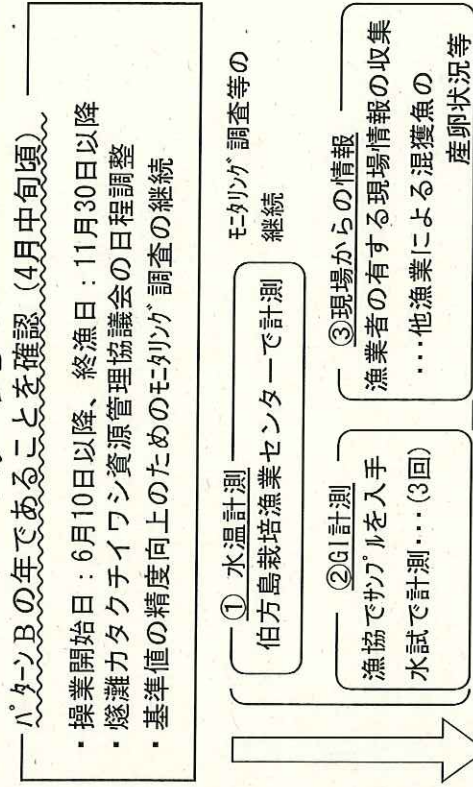 パターンBの年であることを確認(4月中旬頃)
・操業開始日:6月10日以降、終漁日:11月30日以降
・燧灘カタクチイワシ資源管理協議会の日程調整
・基準値の精度向上のためのモニタリング調査の継続
① 水温計測
伯方島栽培漁業センターで計測
モニタリング調査等の
継続
②GI計測
漁協でサンプルを入手
水試で計測・・・(3回)
③現場からの情報
漁業者の有する現場情報の収集
・・・他漁業による混獲魚の
産卵状況等